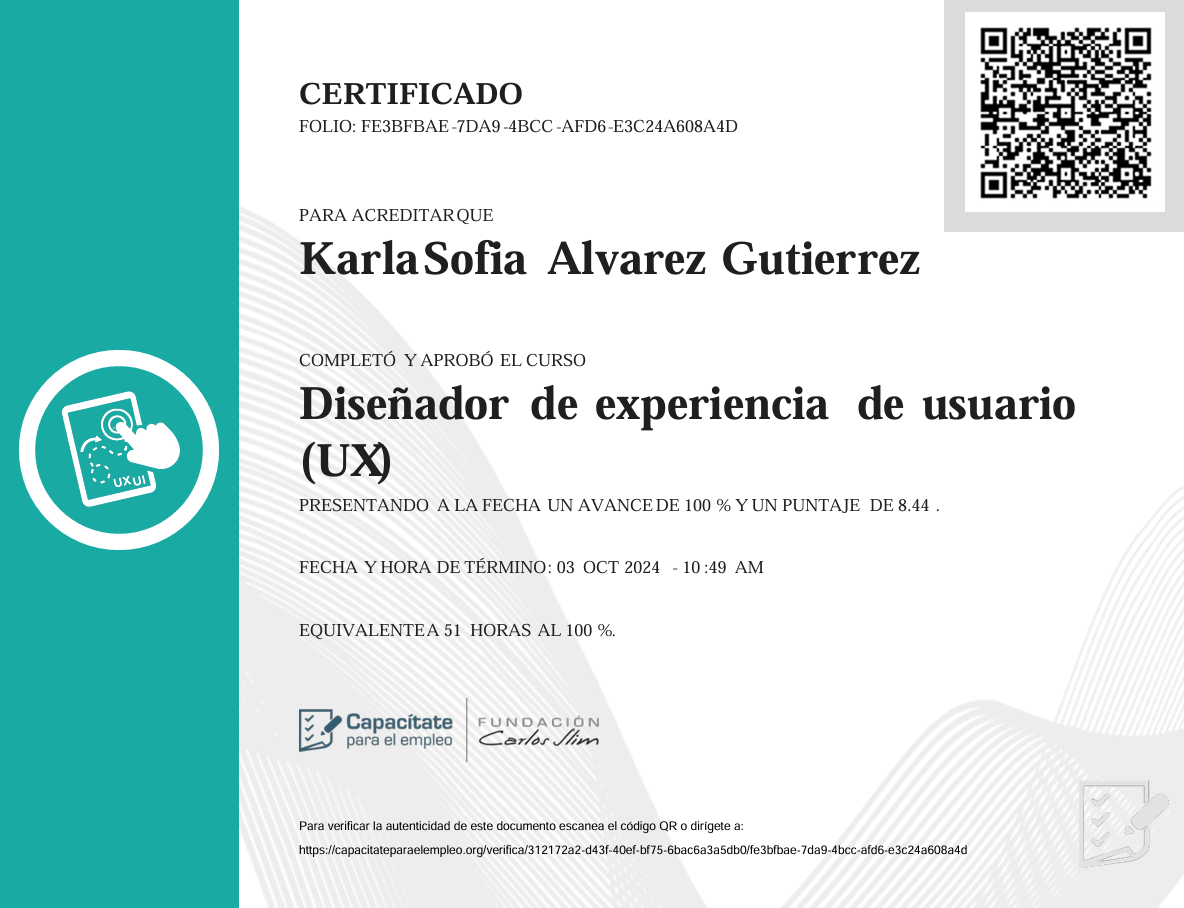 CERTIFICADO
FOLIO: FE3BFBAE-7DA9-4BCC-AFD6-E3C24A608A4D
PARA ACREDITAR QUE
Karla Sofia Alvarez Gutierrez
COMPLETÓ Y APROBÓ EL CURSO
Diseñador de experiencia de usuario
(UX)
PRESENTANDO A LA FECHA UN AVANCE DE 100 % Y UN PUNTAJE DE 8.44 .
UX UI
FECHA Y HORA DE TÉRMINO: 03 OCT 2024 - 10:49 AM
EQUIVALENTE A 51 HORAS AL 100 %.
Capacítate
para el empleo
FUNDACIÓN
Carlos Slim
Para verificar la autenticidad de este documento escanea el código QR o dirígete a:
https://capacitateparaelempleo.org/verifica/312172a2-d43f-40ef-bf75-6bac6a3a5db0/fe3bfbae-7da9-4bcc-afd6-e3c24a608a4d